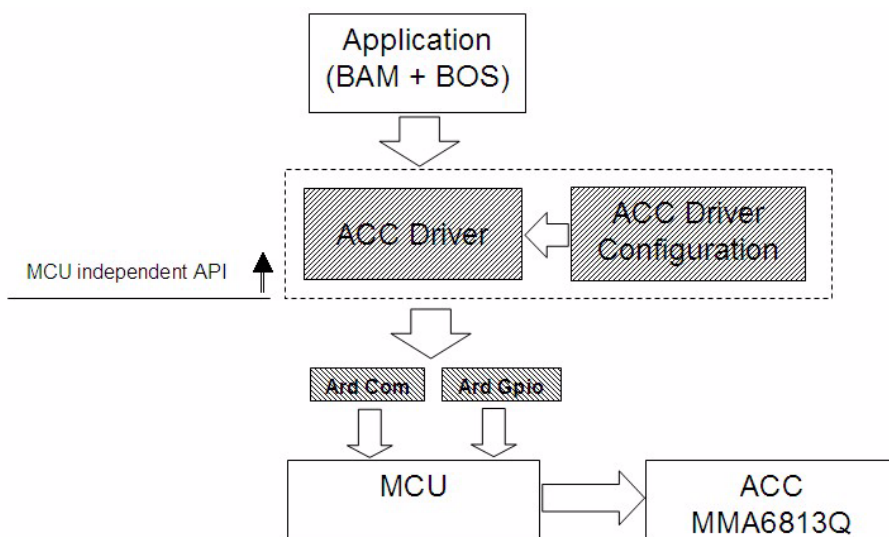 Application
(BAM + BOS)
ACC Driver
ACC Driver
Configuration
MCU independent API
Ard Com
Ard Gpio
MCU
ACC
MMA6813Q